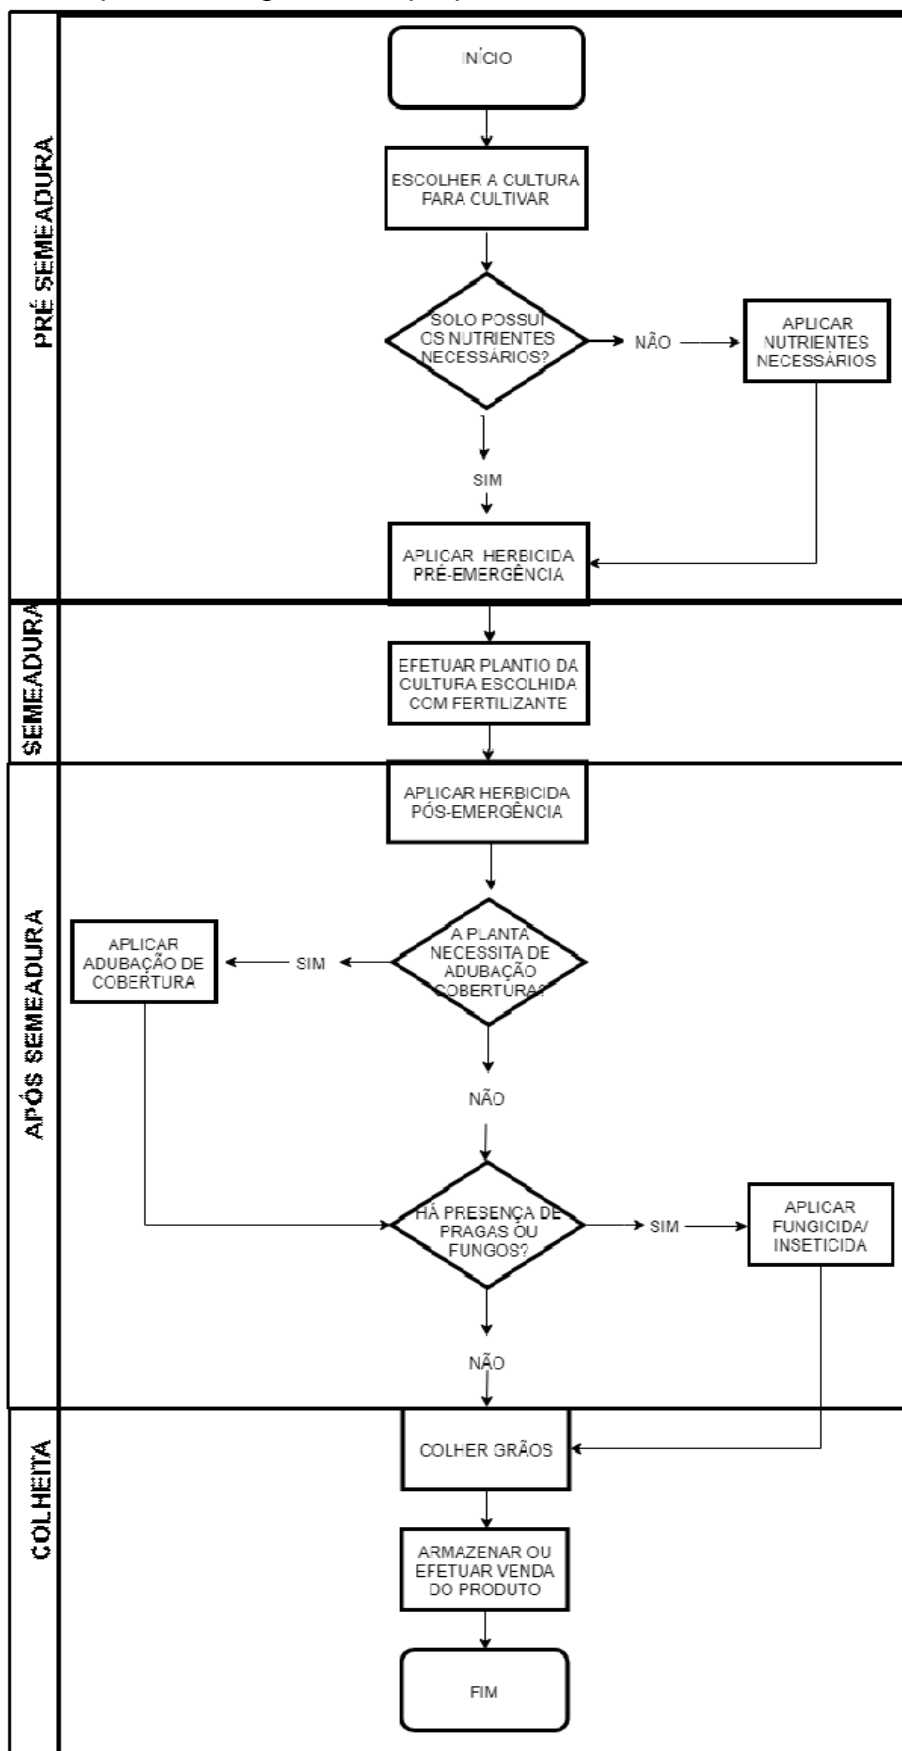 PRÉ SEMEADURA
INÍCIO
ESCOLHER A CULTURA
PARA CULTIVAR
SOLO POSSUI
OS NUTRIENTES
NECESSÁRIOS?
NÃO
APLICAR
NUTRIENTES
NECESSÁRIOS
SIM
APLICAR HERBICIDA
PRÉ-EMERGÊNCIA
SEMEADURA
EFETUAR PLANTIO DA
CULTURA ESCOLHIDA
COM FERTILIZANTE
APÓS SEMEADURA
APLICAR HERBICIDA
PÓS-EMERGÊNCIA
A PLANTA
NECESSITA DE
ADUBAÇÃO
COBERTURA?
SIM
APLICAR
ADUBAÇÃO DE
COBERTURA
NÃO
HÁ PRESENÇA DE
PRAGAS OU
FUNGOS?
SIM
APLICAR
FUNGICIDA/
INSETICIDA
NÃO
COLHEITA
COLHER GRÃOS
ARMAZENAR OU
EFETUAR VENDA
DO PRODUTO
FIM